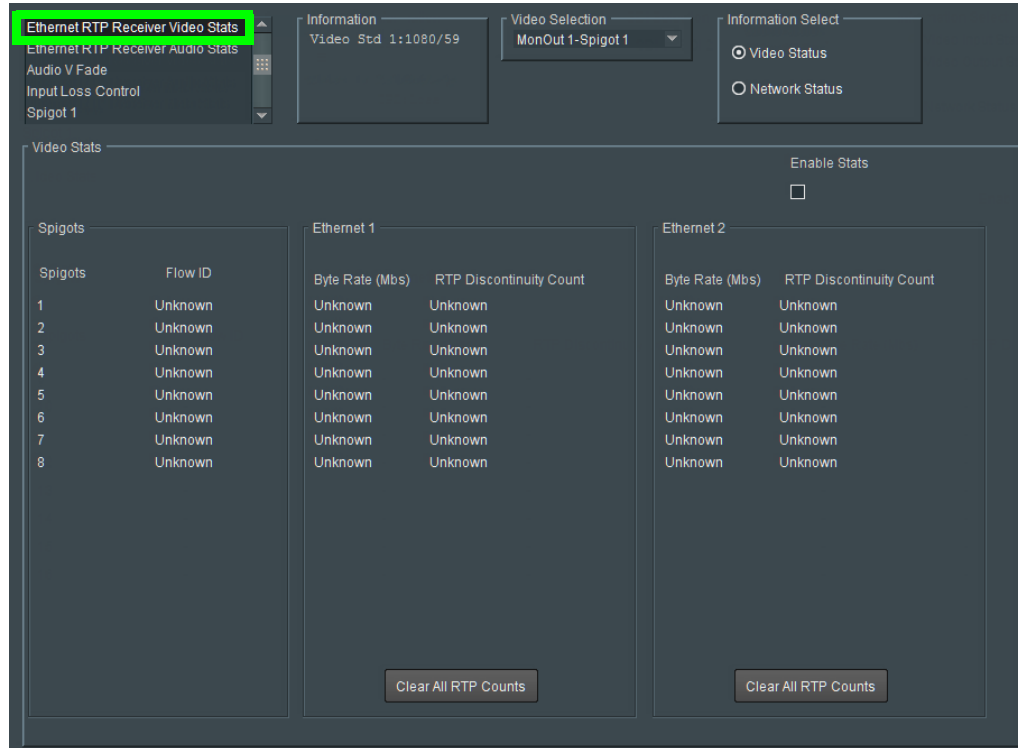 Ethernet RTP Receiver Video Stats
Ethernet RTP Receiver Audio Stats
Audio V Fade
Input Loss Control
Spigot 1
Information
Video Std 1:1080/59
Video Selection
MonOut 1-Spigot 1
Information Select
Video Status
Network Status
Video Stats
Enable Stats
Spigots
Ethernet 1
Ethernet 2
Spigots Flow ID Byte Rate (Mbs) RTP Discontinuity Count Byte Rate (Mbs) RTP Discontinuity Count
1 Unknown Unknown Unknown Unknown Unknown
2 Unknown Unknown Unknown Unknown Unknown
3 Unknown Unknown Unknown Unknown Unknown
4 Unknown Unknown Unknown Unknown Unknown
5 Unknown Unknown Unknown Unknown Unknown
6 Unknown Unknown Unknown Unknown Unknown
7 Unknown Unknown Unknown Unknown Unknown
8 Unknown Unknown Unknown Unknown Unknown
Clear All RTP Counts Clear All RTP Counts